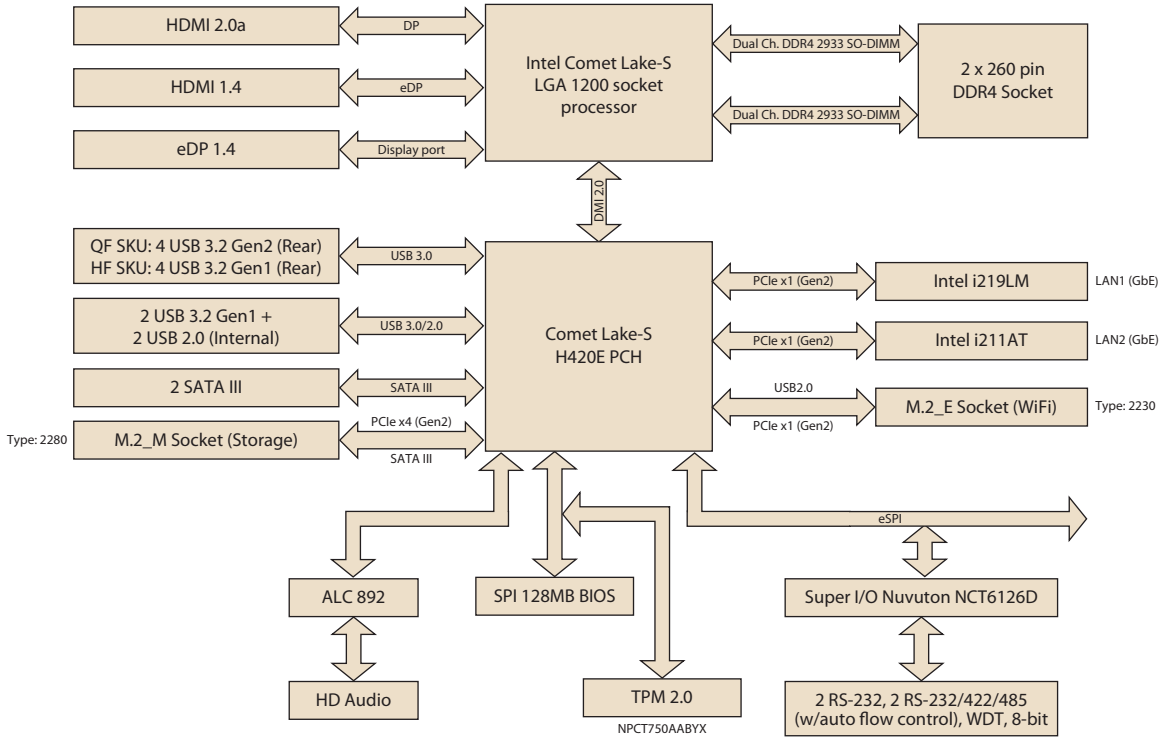 HDMI 2.0a
DP
HDMI 1.4
eDP
eDP 1.4
Display port
Intel Comet Lake-S
LGA 1200 socket
processor
Dual Ch. DDR4 2933 SO-DIMM
Dual Ch. DDR4 2933 SO-DIMM
2 x 260 pin
DDR4 Socket
DMI 2.0
QF SKU: 4 USB 3.2 Gen2 (Rear)
HF SKU: 4 USB 3.2 Gen1 (Rear)
USB 3.0
2 USB 3.2 Gen1 +
2 USB 2.0 (Internal)
USB 3.0/2.0
2 SATA III
SATA III
Type: 2280
M.2_M Socket (Storage)
PCIe x4 (Gen2)
SATA III
Comet Lake-S
H420E PCH
PCIe x1 (Gen2)
Intel i219LM
LAN1 (GbE)
PCIe x1 (Gen2)
Intel i211AT
LAN2 (GbE)
USB2.0
PCIe x1 (Gen2)
M.2_E Socket (WiFi)
Type: 2230
eSPI
ALC 892
SPI 128MB BIOS
Super I/O Nuvuton NCT6126D
HD Audio
TPM 2.0
NPCT750AABYX
2 RS-232, 2 RS-232/422/485
(w/auto flow control), WDT, 8-bit